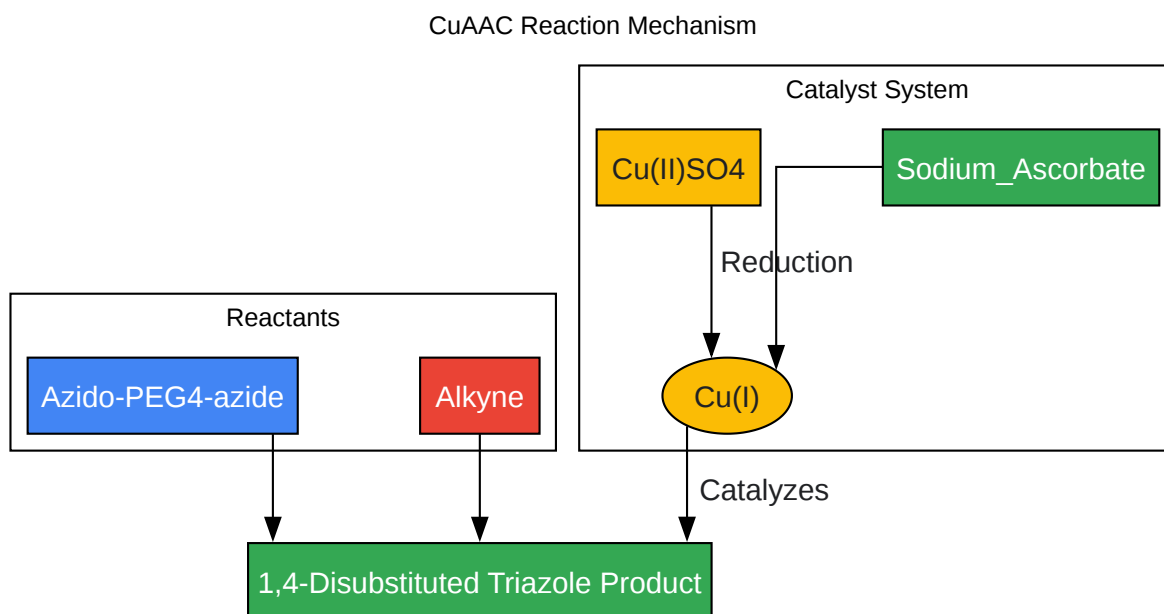 CuAAC Reaction Mechanism
Catalyst System
Cu(II)SO4
Sodium_Ascorbate
Reduction
Reactants
Azido-PEG4-azide
Alkyne
Cu(I)
Catalyzes
1,4-Disubstituted Triazole Product